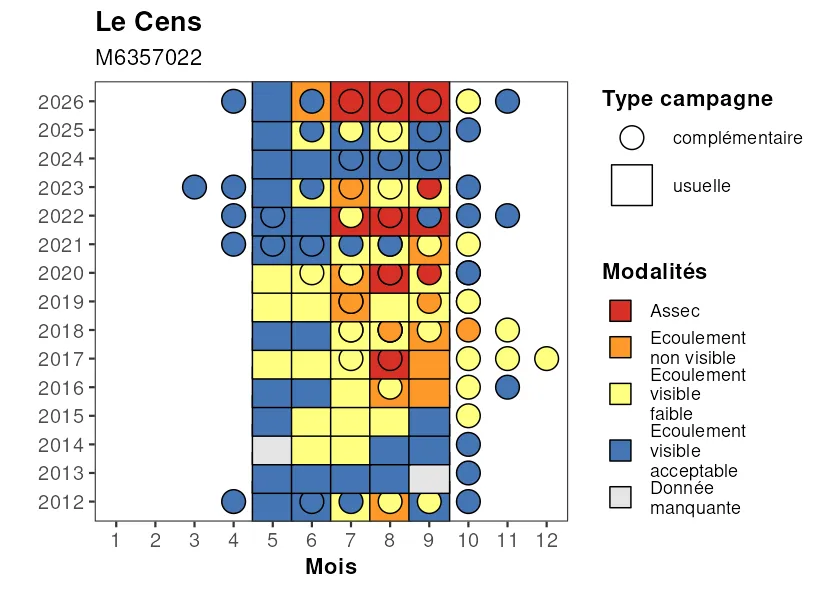 Le Cens
M6357022
2026
2025
2024
2023
2022
2021
2020
2019
2018
2017
2016
2015
2014
2013
2012
1 2 3 4 5 6 7 8 9 10 11 12
Mois
Type campagne
complémentaire
usuelle
Modalités
Assec
Ecoulement
non visible
Ecoulement
visible
faible
Ecoulement
visible
acceptable
Donnée
manquante